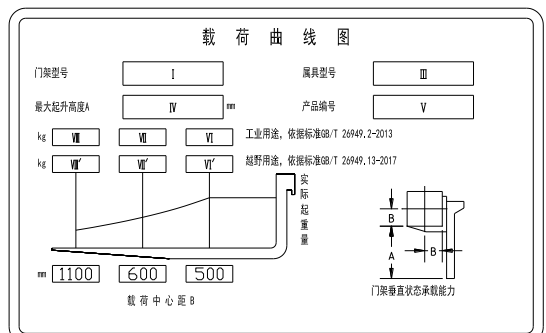 载荷曲线图
门架型号 Ⅰ 属具型号 Ⅲ
最大起升高度A Ⅳ mm 产品编号 Ⅴ
kg Ⅷ Ⅶ Ⅵ 工业用途, 依据标准GB/T 26949.2-2013
kg Ⅷ′ Ⅶ′ Ⅵ′ 越野用途, 依据标准GB/T 26949.13-2017
实际起重量
B
B
A
mm 1100 600 500
载荷中心距B
门架垂直状态承载能力